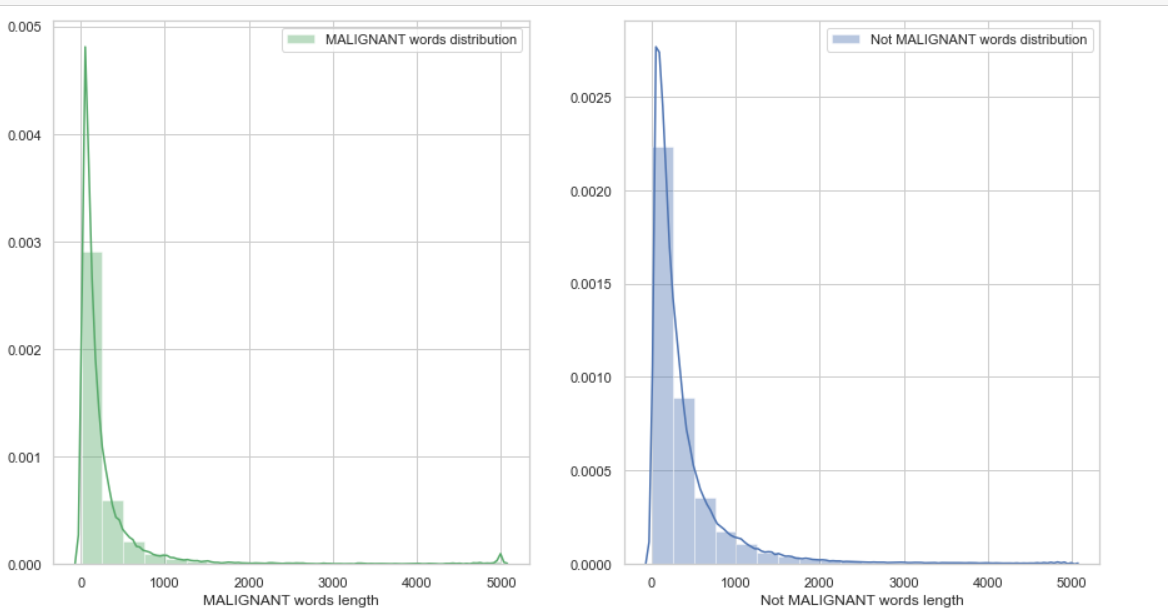 MALIGNANT words distribution
0.005
0.004
0.003
0.002
0.001
0.000
0 1000 2000 3000 4000 5000
MALIGNANT words length
Not MALIGNANT words distribution
0.0025
0.0020
0.0015
0.0010
0.0005
0.0000
0 1000 2000 3000 4000 5000
Not MALIGNANT words length